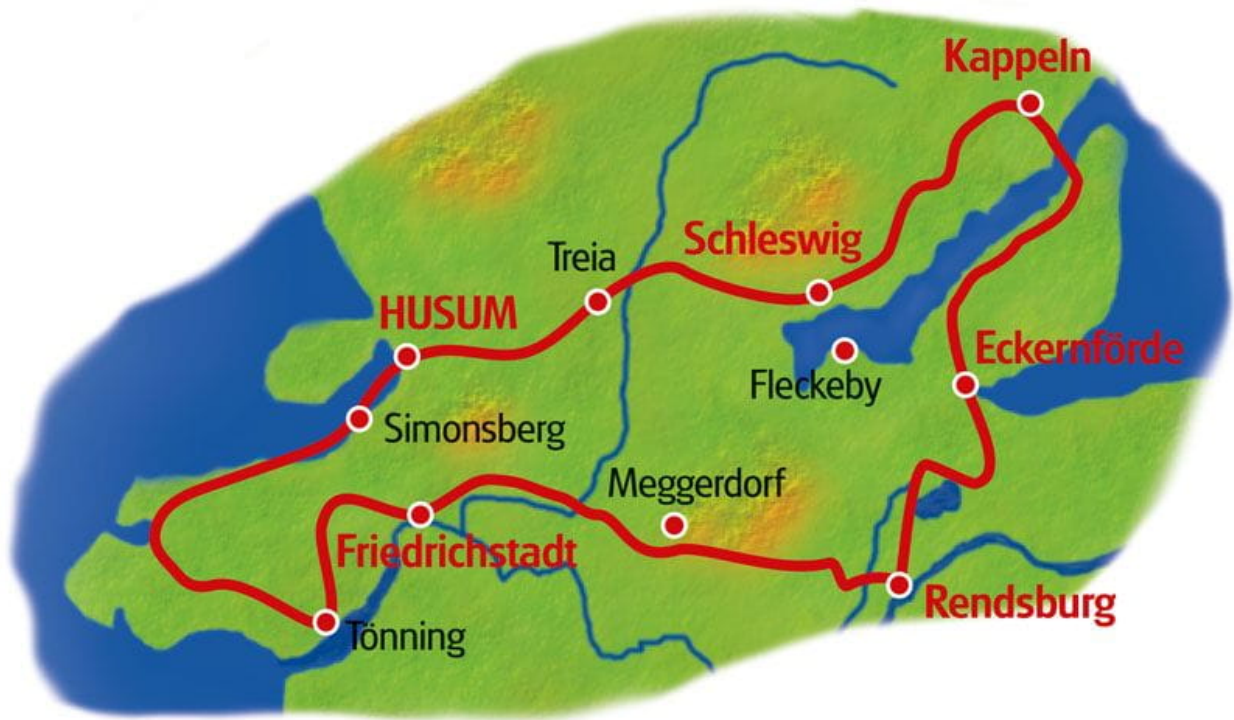 Kappeln
Schleswig
Treia
HUSUM
Eckernförde
Fleckeby
Simonsberg
Meggerdorf
Friedrichstadt
Rendsburg
Tönning